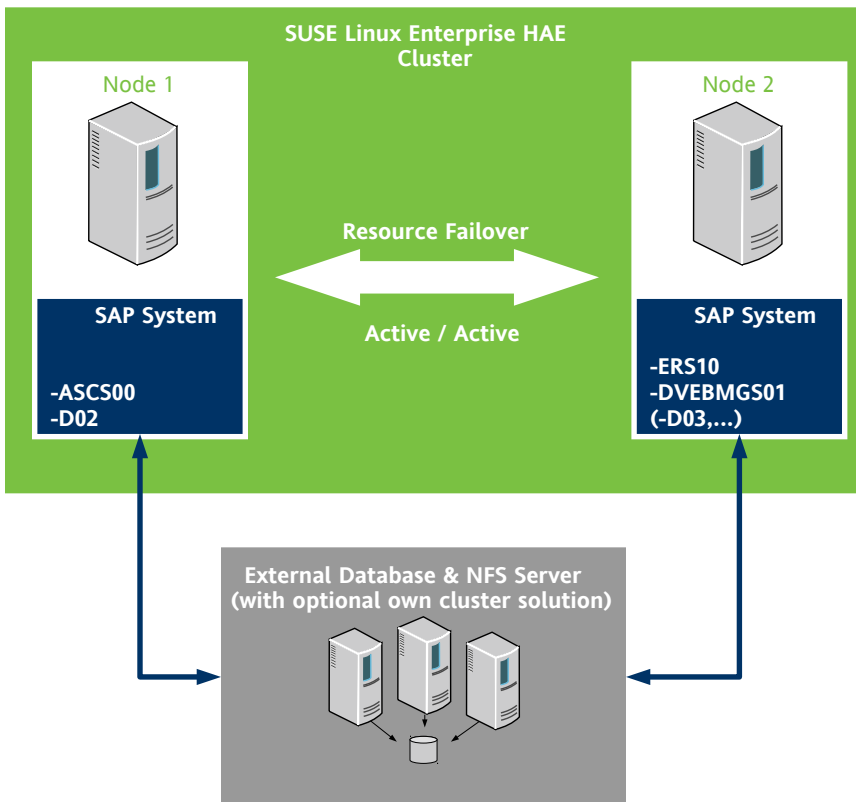 SUSE Linux Enterprise HAE
Cluster
Node 1
Node 2
Resource Failover
Active / Active
SAP System
-ASCS00
-D02
SAP System
-ERS10
-DVEBMGS01
(-D03,...)
External Database & NFS Server
(with optional own cluster solution)